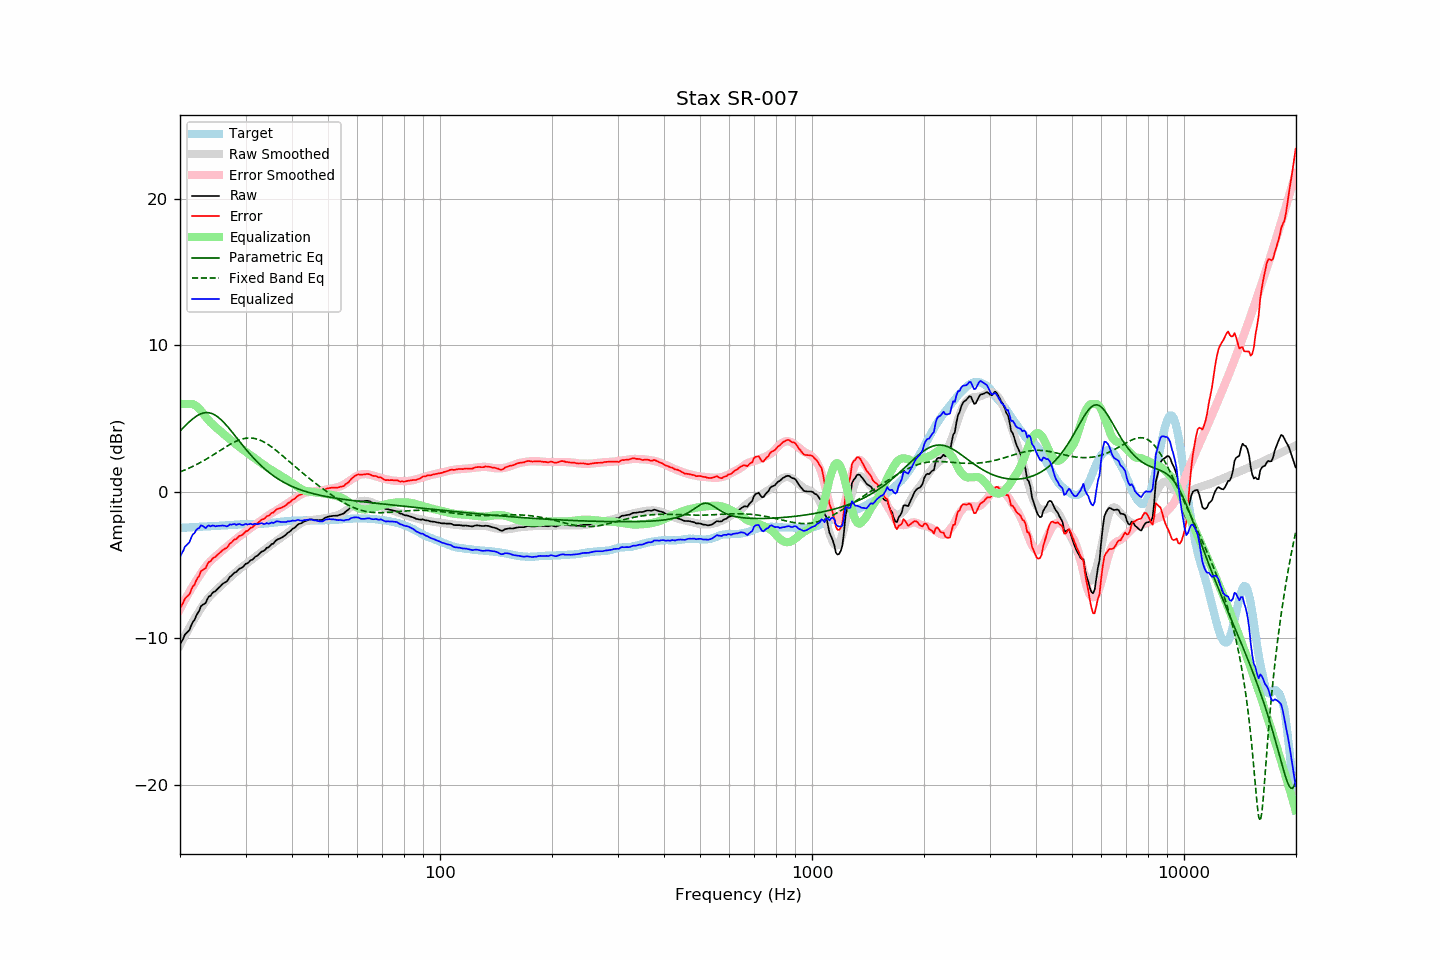 Stax SR-007
Target
Raw Smoothed
Error Smoothed
Raw
Error
Equalization
Parametric Eq
Fixed Band Eq
Equalized
20
10
0
−10
−20
Amplitude (dBr)
100
1000
10000
Frequency (Hz)